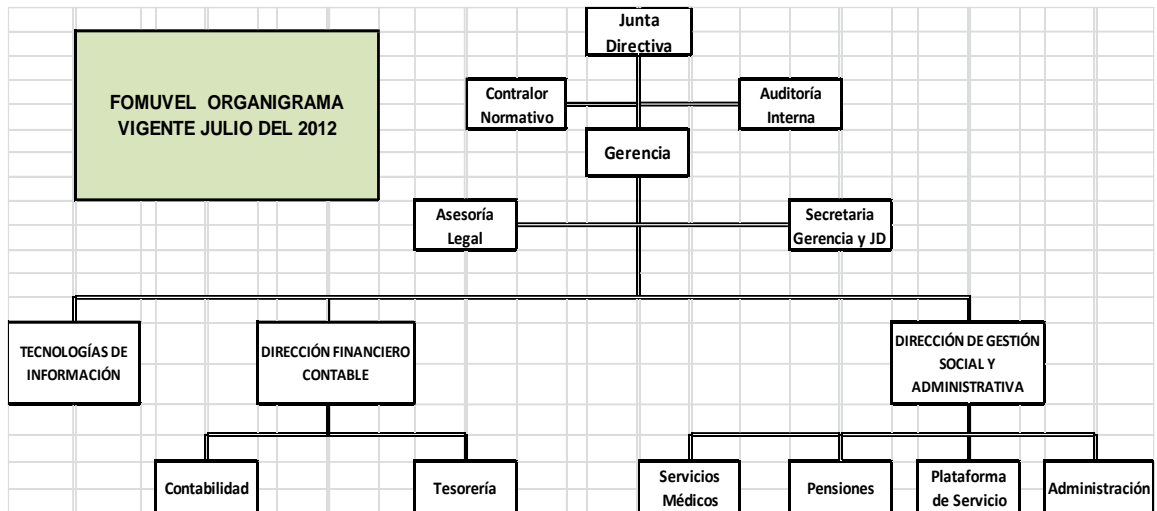 Junta
Directiva
FOMUVEL ORGANIGRAMA
VIGENTE JULIO DEL 2012
Contralor
Normativo
Auditoría
Interna
Gerencia
Asesoría
Legal
Secretaria
Gerencia y JD
TECNOLOGÍAS DE
INFORMACIÓN
DIRECCIÓN FINANCIERO
CONTABLE
DIRECCIÓN DE GESTIÓN
SOCIAL Y
ADMINISTRATIVA
Contabilidad
Tesorería
Servicios
Médicos
Pensiones
Plataforma
de Servicio
Administración